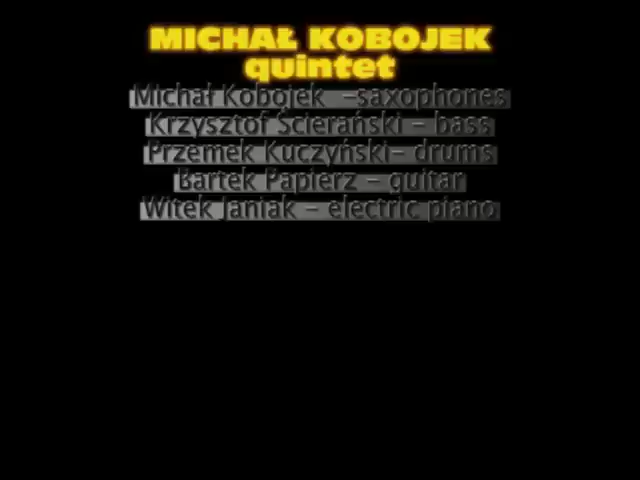 MICHAŁ KOBOJEK
quintet
Michał Kobojek -saxophones
Krzysztof Ścierański - bass
Przemek Kuczyński- drums
Bartek Papierz - guitar
Witek Janiak - electric piano